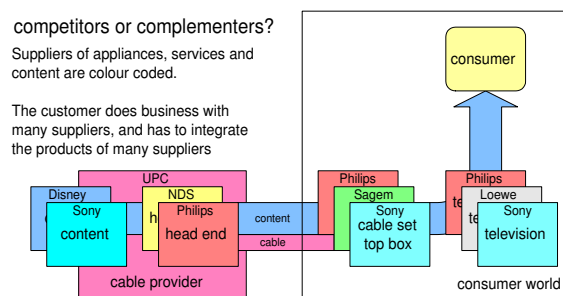 competitors or complementers?
Suppliers of appliances, services and
content are colour coded.
The customer does business with
many suppliers, and has to integrate
the products of many suppliers
consumer
UPC
Disney
NDS
Sony
content
Philips
head end
cable provider
content
cable
Philips
Sagem
Sony
cable set
top box
Philips
Loewe
Sony
television
consumer world